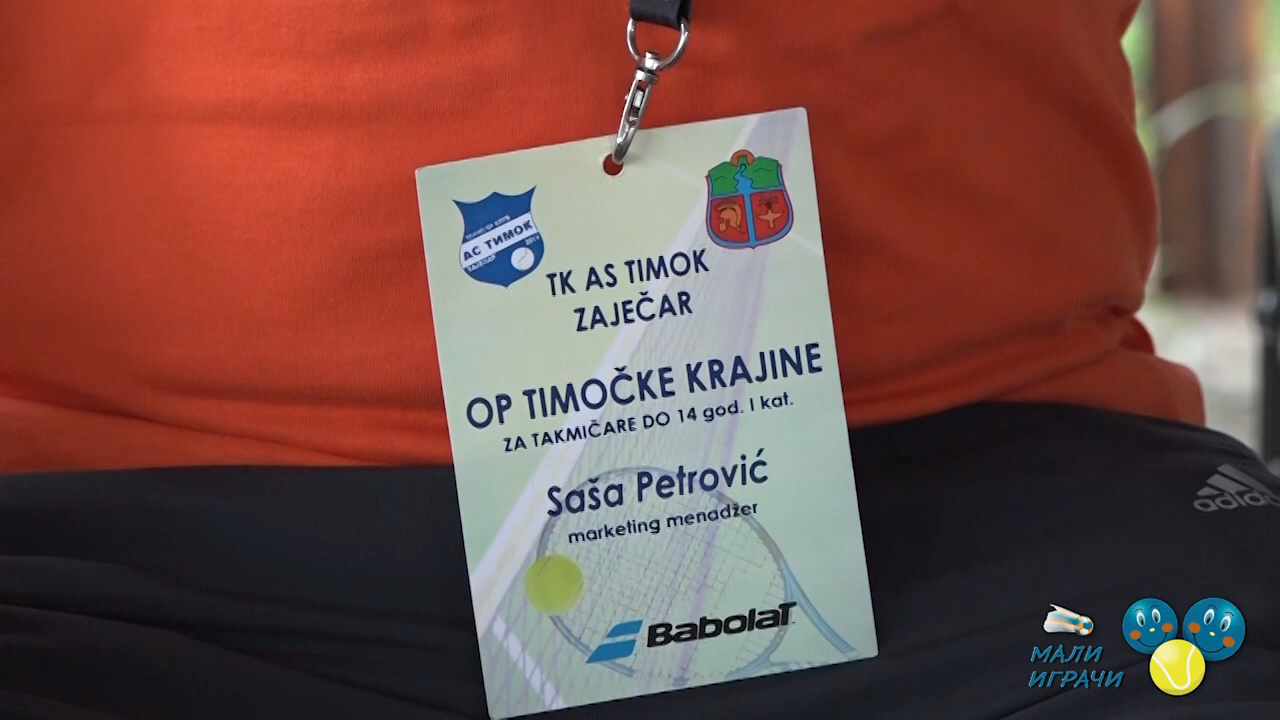 АС ТИМОК
TK AS TIMOK
ZAJEČAR
OP TIMOČKE KRAJINE
ZA TAKMIČARE DO 14 god. I kat.
Saša Petrović
marketing menadžer
BabolaT
adidas
МАЛИ
ИГРАЧИ